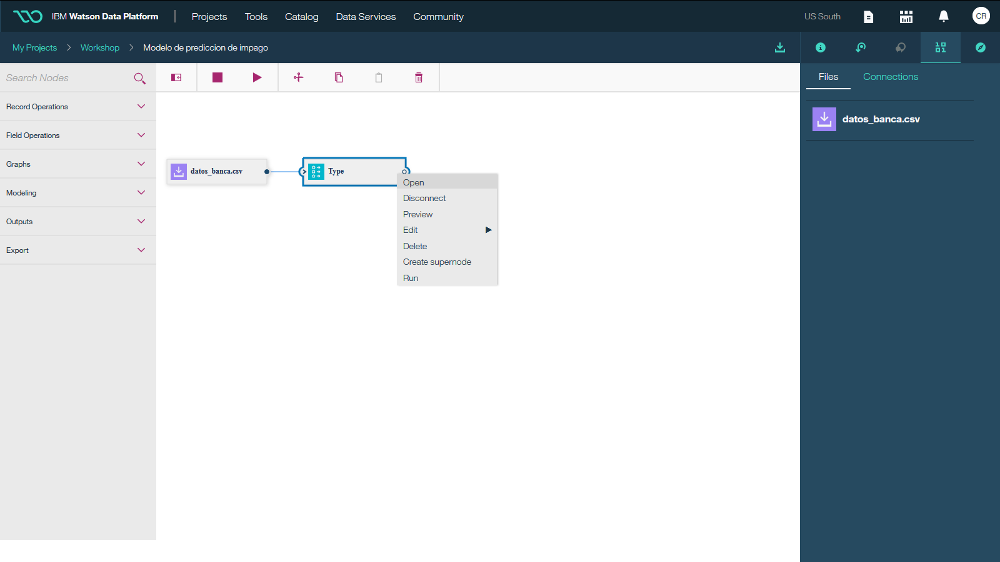 IBM Watson Data Platform | Projects Tools Catalog Data Services Community US South CR
My Projects > Workshop > Modelo de prediccion de impago
Search Nodes
Record Operations
Field Operations
Graphs
Modeling
Outputs
Export
datos_banca.csv
Type
Open
Disconnect
Preview
Edit
Delete
Create supernode
Run
Files Connections
datos_banca.csv